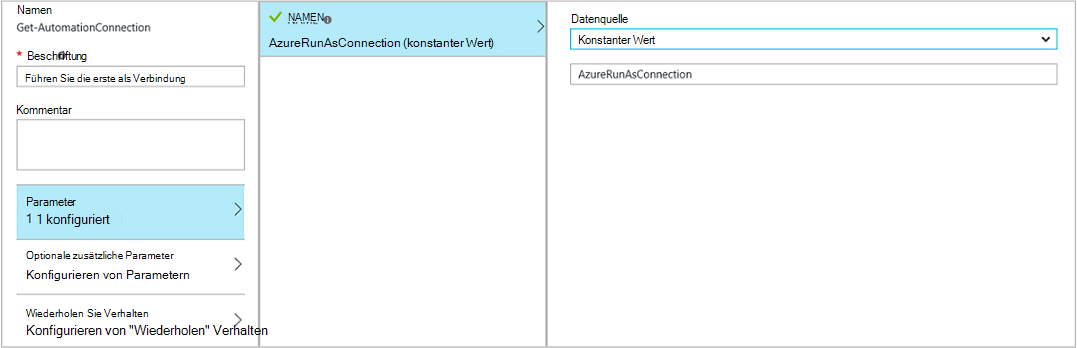 Namen
Get-AutomationConnection
* Beschriftung
Führen Sie die erste als Verbindung
Kommentar
Parameter
1 1 konfiguriert
Optionale zusätzliche Parameter
Konfigurieren von Parametern
Wiederholen Sie Verhalten
Konfigurieren von "Wiederholen" Verhalten
NAMEN
AzureRunAsConnection (konstanter Wert)
Datenquelle
Konstanter Wert
AzureRunAsConnection